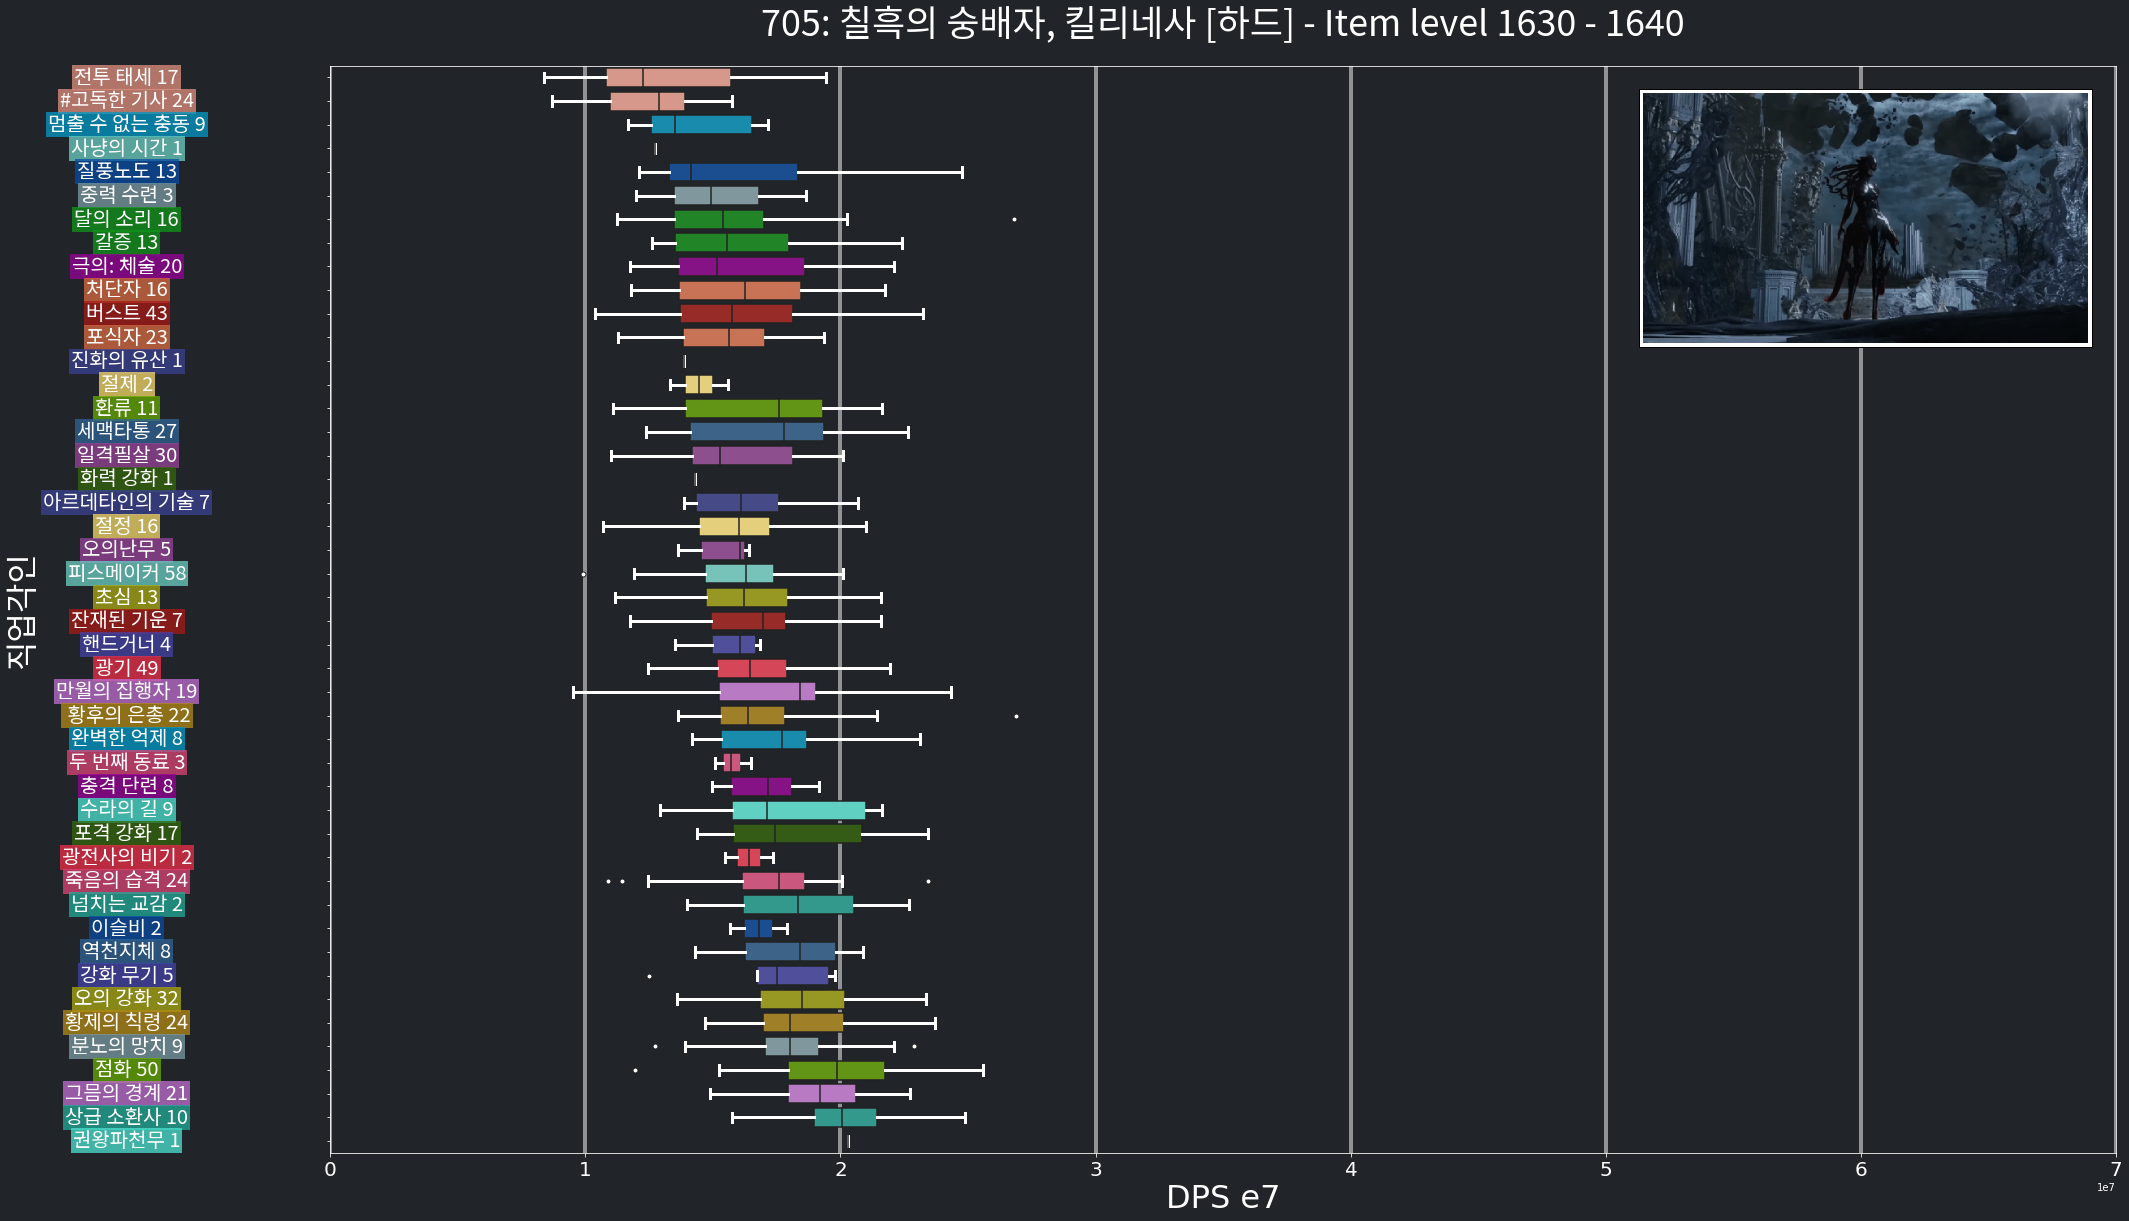 705: 칠흑의 숭배자, 킬리네사 [하드] - Item level 1630 - 1640
직업각인
전투 태세 17
#고독한 기사 24
멈출 수 없는 충동 9
사냥의 시간 1
질풍노도 13
중력 수련 3
달의 소리 16
갈증 13
극의: 체술 20
처단자 16
버스트 43
포식자 23
진화의 유산 1
절제 2
환류 11
세맥타통 27
일격필살 30
화력 강화 1
아르데타인의 기술 7
절정 16
오의난무 5
피스메이커 58
초심 13
잔재된 기운 7
핸드거너 4
광기 49
만월의 집행자 19
황후의 은총 22
완벽한 억제 8
두 번째 동료 3
충격 단련 8
수라의 길 9
포격 강화 17
광전사의 비기 2
죽음의 습격 24
넘치는 교감 2
이슬비 2
역천지체 8
강화 무기 5
오의 강화 32
황제의 칙령 24
분노의 망치 9
점화 50
그믐의 경계 21
상급 소환사 10
권왕파천무 1
0 1 2 3 4 5 6 7
1e7
DPS e7